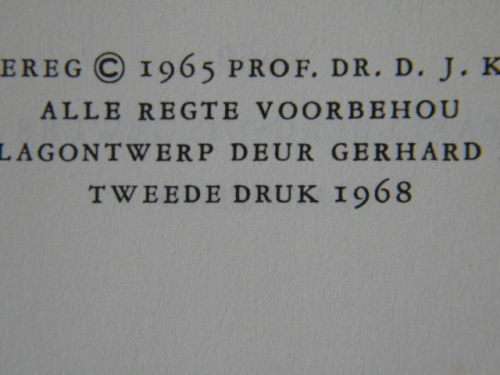 EREG © 1965 PROF. DR. D. J. K
ALLE REGTE VOORBEHOU
LAGONTWERP DEUR GERHARD
TWEEDE DRUK 1968